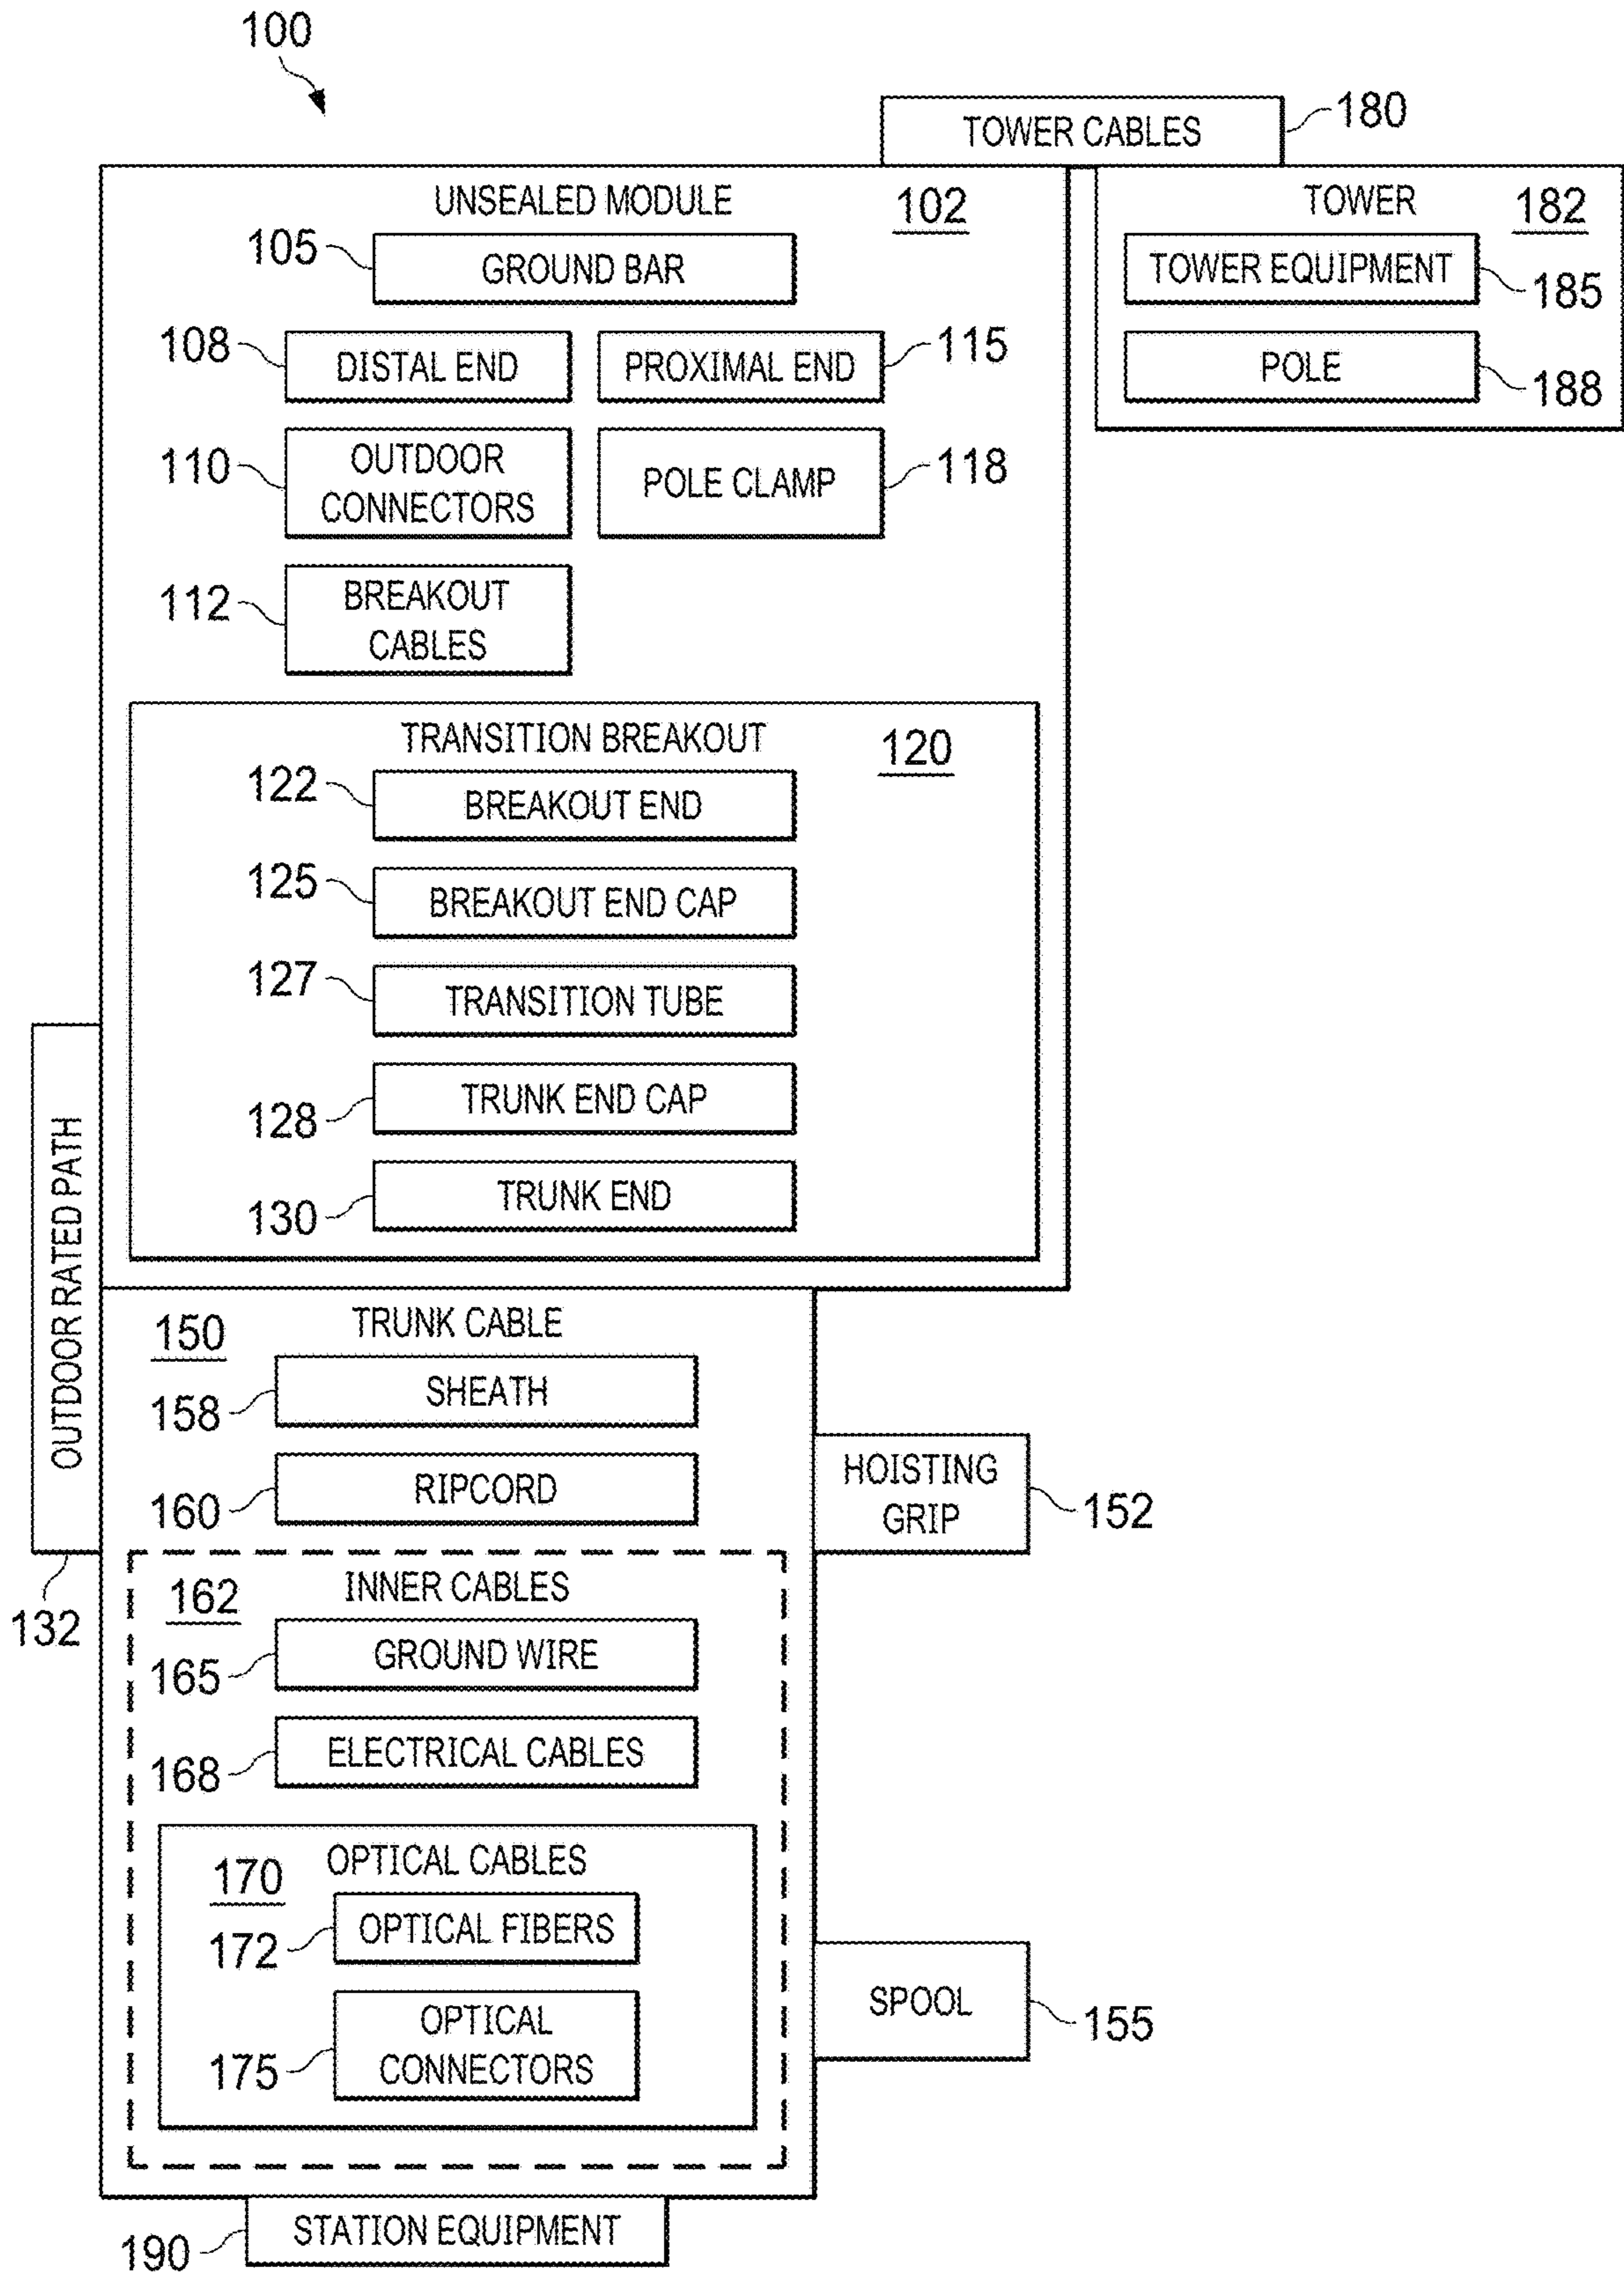 100
TOWER CABLES 180
UNSEALED MODULE 102
TOWER 182
105 GROUND BAR
TOWER EQUIPMENT 185
108 DISTAL END
PROXIMAL END 115
POLE 188
110 OUTDOOR
CONNECTORS
POLE CLAMP 118
112 BREAKOUT
CABLES
TRANSITION BREAKOUT 120
122 BREAKOUT END
125 BREAKOUT END CAP
127 TRANSITION TUBE
128 TRUNK END CAP
130 TRUNK END
OUTDOOR RATED PATH
132
150 TRUNK CABLE
158 SHEATH
160 RIPCORD
HOISTING
GRIP 152
162 INNER CABLES
165 GROUND WIRE
168 ELECTRICAL CABLES
170 OPTICAL CABLES
172 OPTICAL FIBERS
175 OPTICAL
CONNECTORS
SPOOL 155
190 STATION EQUIPMENT